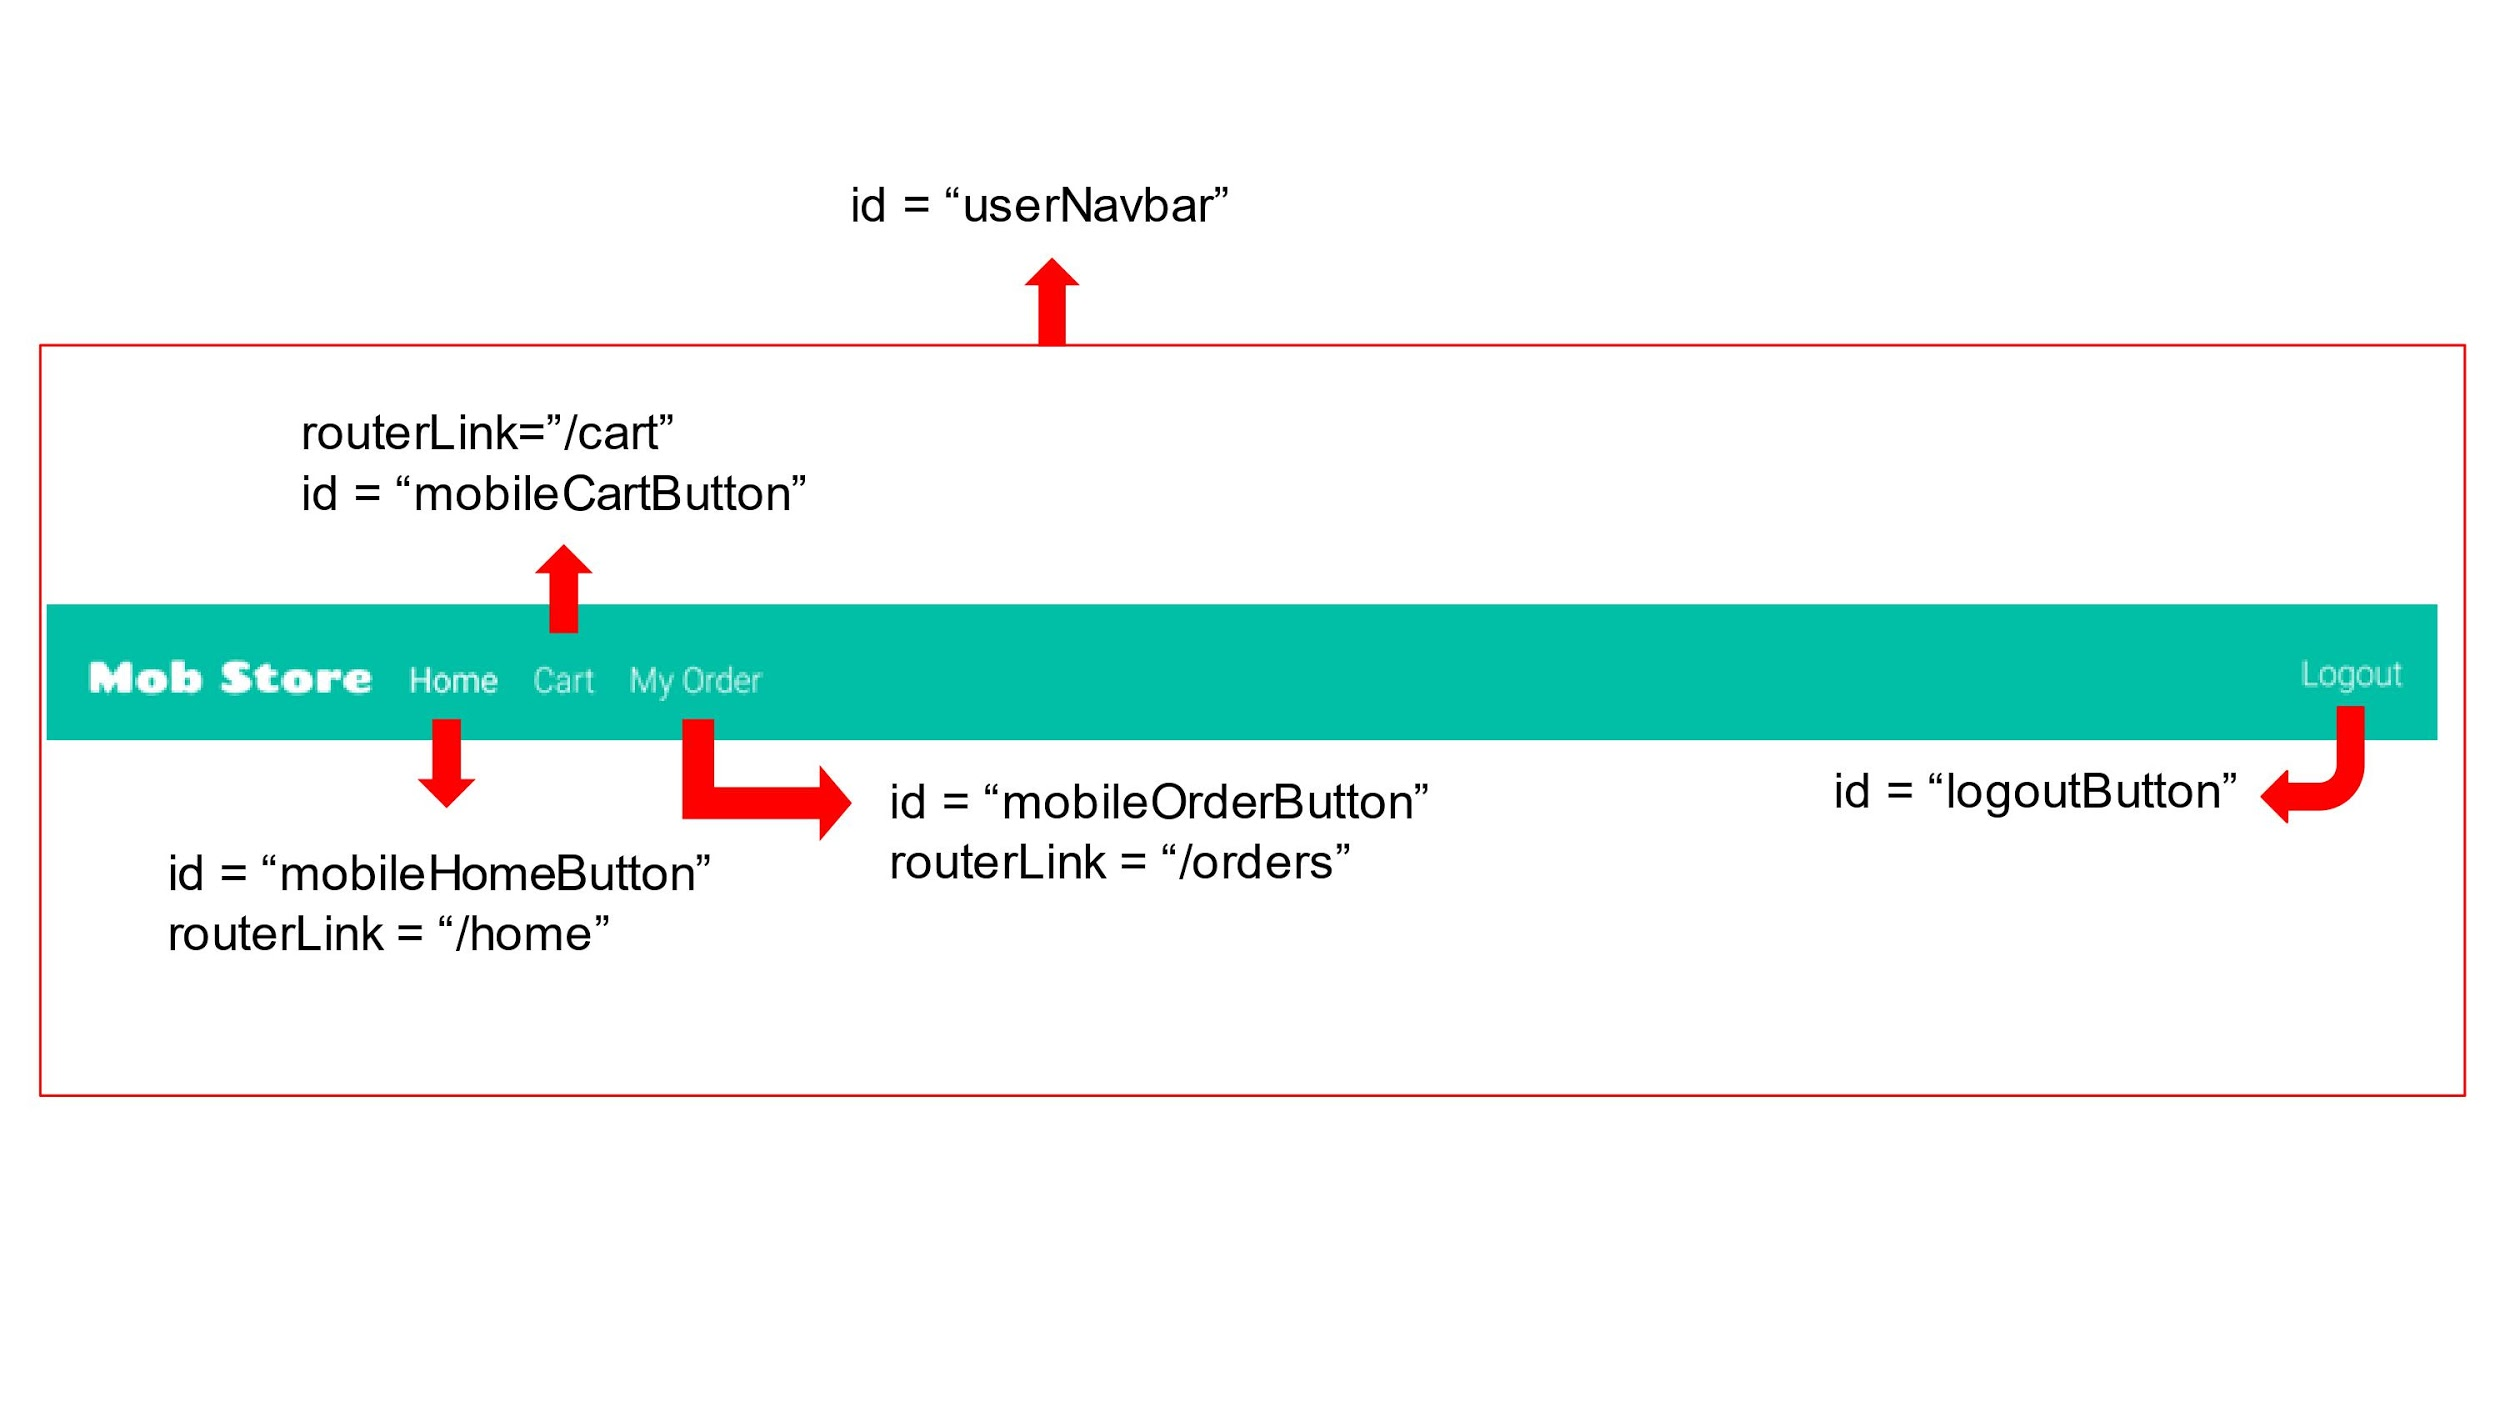 id = “userNavbar”
routerLink=”/cart”
id = “mobileCartButton”
Mob Store Home Cart My Order Logout
id = “mobileHomeButton”
routerLink = “/home”
id = “mobileOrderButton”
routerLink = “/orders”
id = “logoutButton”